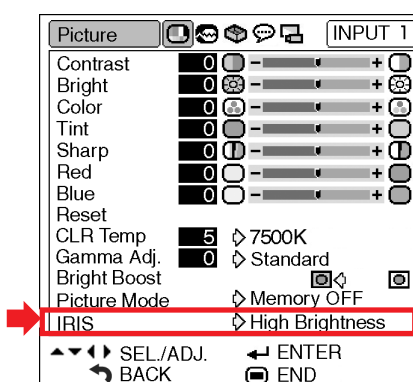 Picture INPUT 1
Contrast 0 - +
Bright 0 - +
Color 0 - +
Tint 0 - +
Sharp 0 - +
Red 0 - +
Blue 0 - +
Reset
CLR Temp 5 7500K
Gamma Adj. 0 Standard
Bright Boost
Picture Mode Memory OFF
IRIS High Brightness
SEL./ADJ. ENTER
BACK END